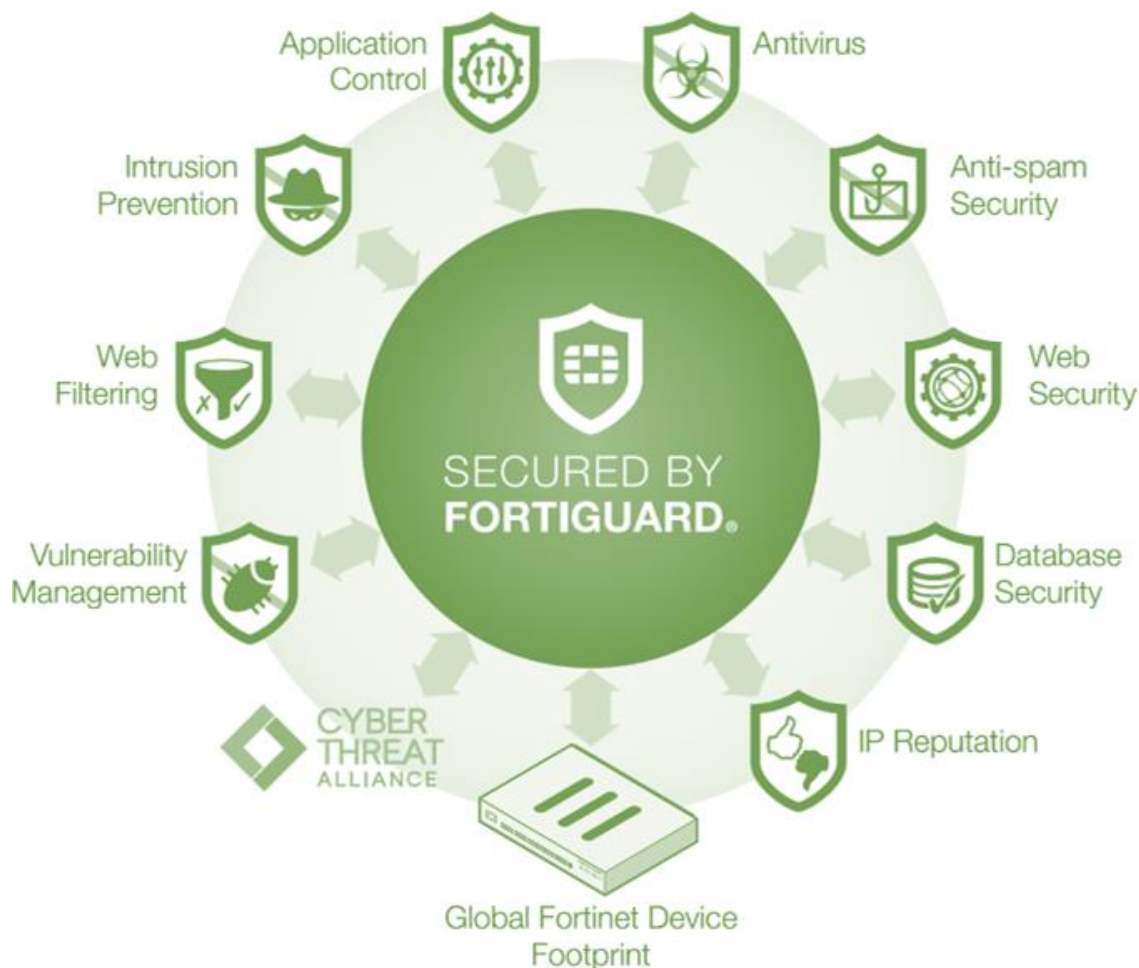 Application
Control
Antivirus
Intrusion
Prevention
Anti-spam
Security
Web
Filtering
SECURED BY
FORTIGUARD®
Web
Security
Vulnerability
Management
Database
Security
CYBER
THREAT
ALLIANCE
IP Reputation
Global Fortinet Device
Footprint